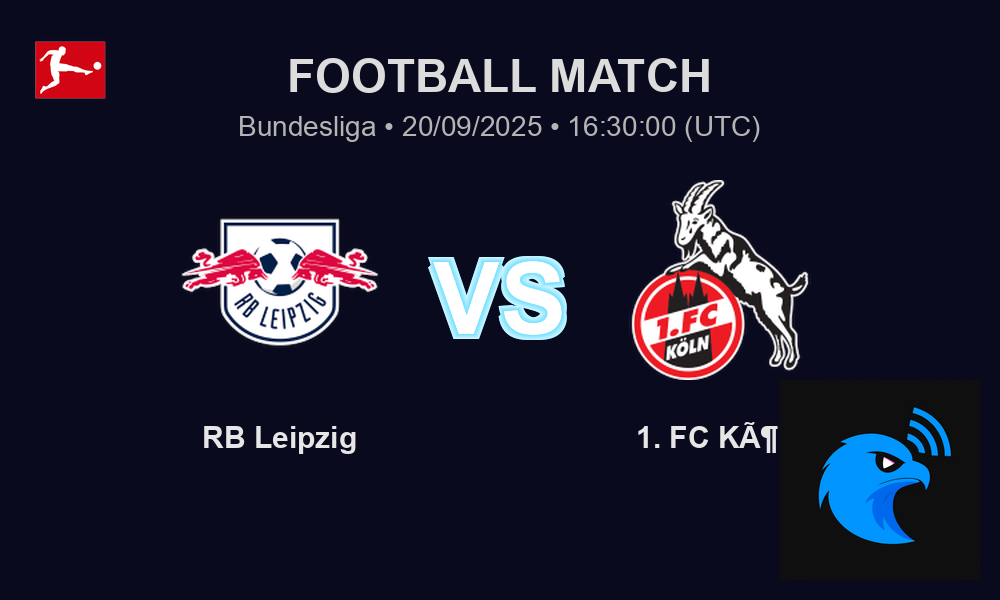 FOOTBALL MATCH
Bundesliga • 20/09/2025 • 16:30:00 (UTC)
RB LEIPZIG
VS
1. FC
KÖLN
RB Leipzig
1. FC KÃ¶